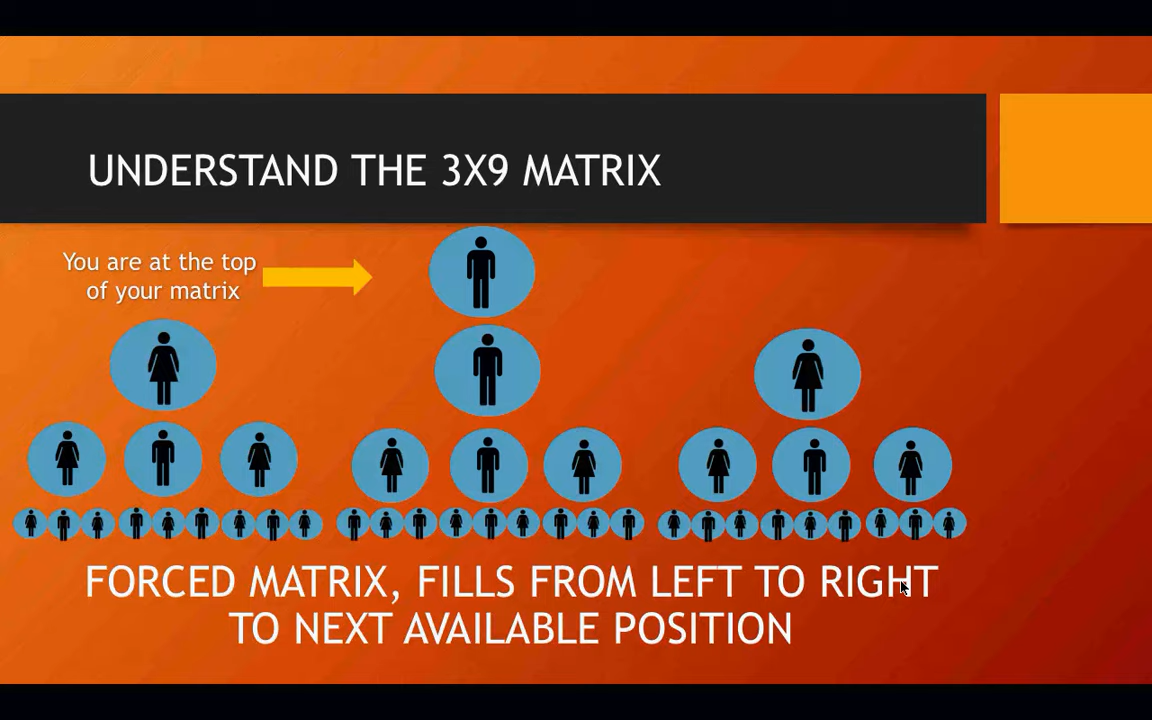 UNDERSTAND THE 3X9 MATRIX
You are at the top
of your matrix
FORCED MATRIX, FILLS FROM LEFT TO RIGHT
TO NEXT AVAILABLE POSITION